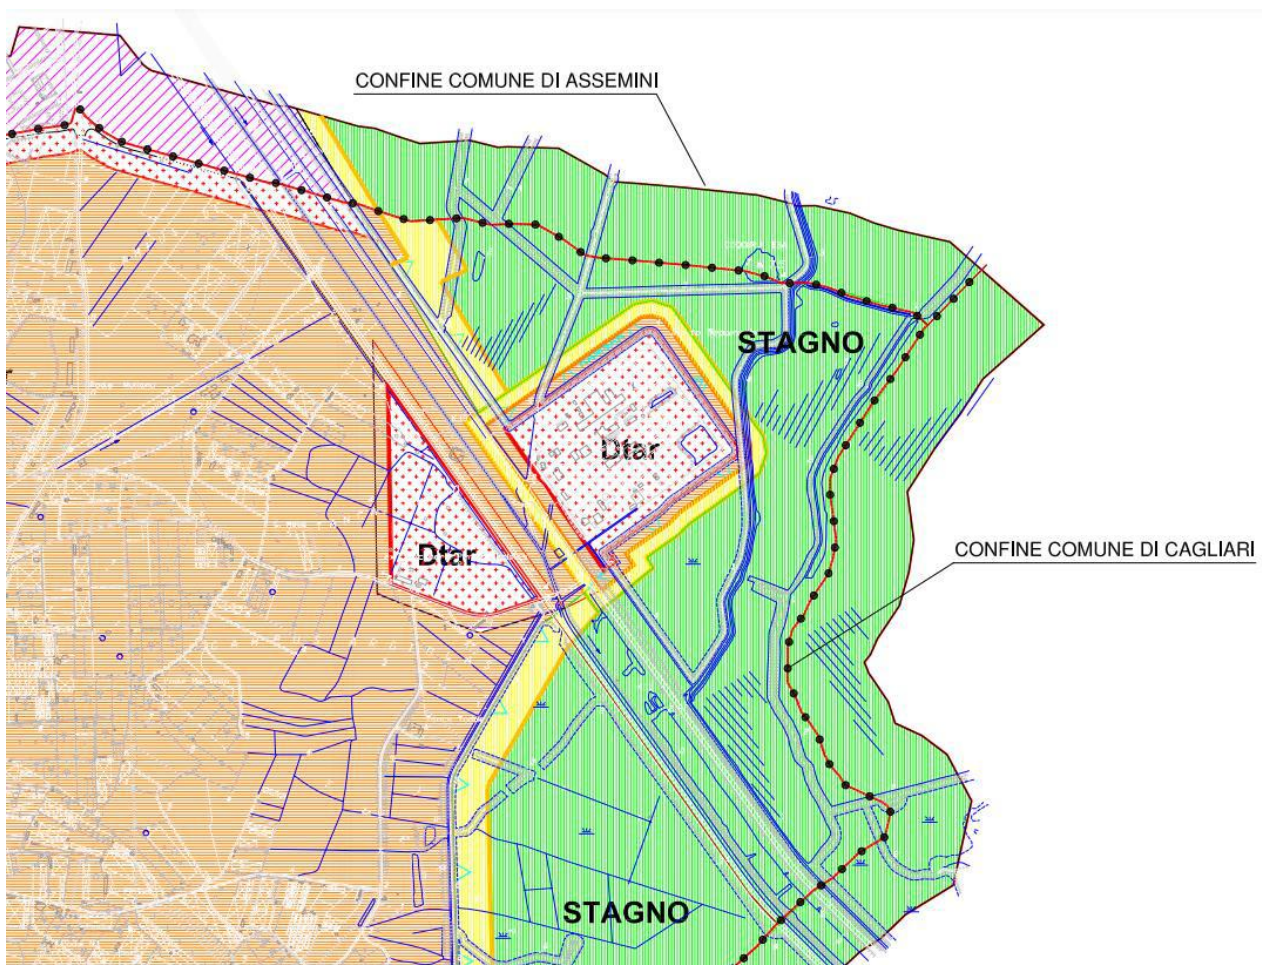 CONFINE COMUNE DI ASSEMINI
STAGNO
Dtar
Dtar
CONFINE COMUNE DI CAGLIARI
STAGNO